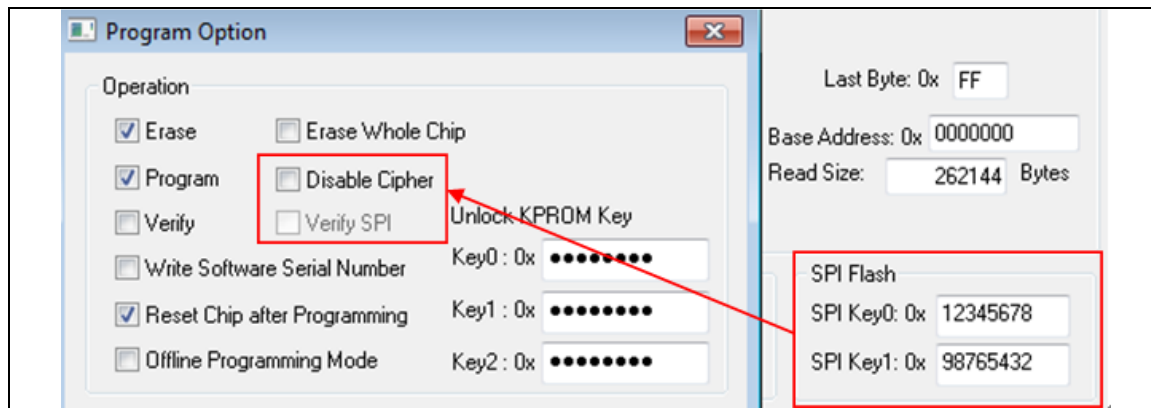 Program Option
Operation
Erase
Erase Whole Chip
Program
Disable Cipher
Verify
Verify SPI
Unlock KPROM Key
Write Software Serial Number
Key0 : 0x ●●●●●●●●
Reset Chip after Programming
Key1 : 0x ●●●●●●●●
Offline Programming Mode
Key2 : 0x ●●●●●●●●
Last Byte: 0x FF
Base Address: 0x 0000000
Read Size: 262144 Bytes
SPI Flash
SPI Key0: 0x 12345678
SPI Key1: 0x 98765432